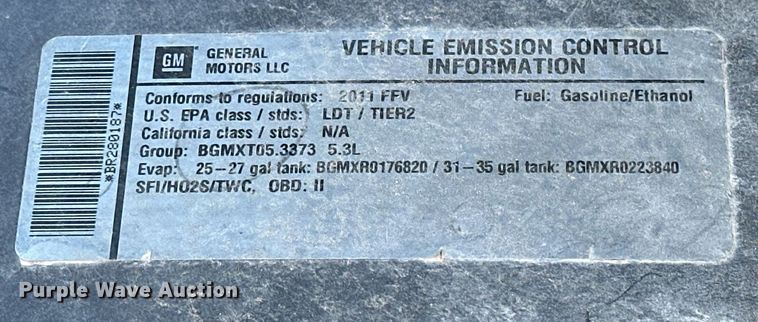 GM
GENERAL MOTORS LLC
VEHICLE EMISSION CONTROL
INFORMATION
Conforms to regulations: 2011 FFV Fuel: Gasoline/Ethanol
U.S. EPA class / stds: LDT / TIER2
California class / stds: N/A
Group: BGMXT05.3373 5.3L
Evap: 25-27 gal tank: BGMXR0176820 / 31-35 gal tank: BGMXR0223840
SFI/HO2S/TWC, OBD: II
*BR280187*
Purple Wave Auction